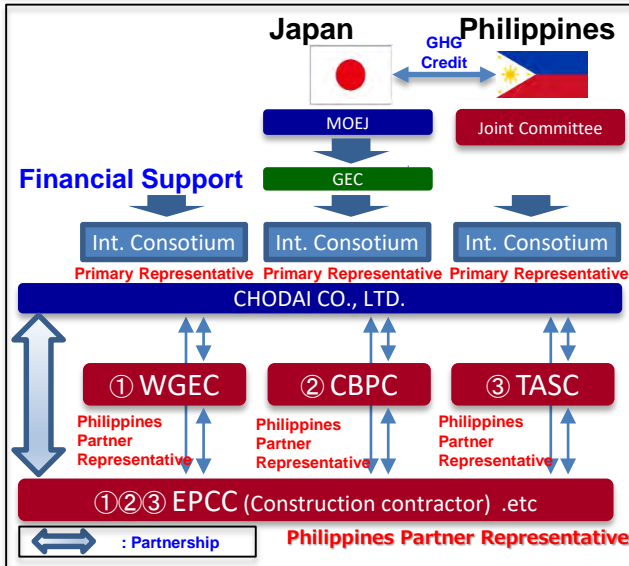 Japan
Philippines
GHG
Credit
MOEJ
Joint Committee
Financial Support
GEC
Int. Consotium
Int. Consotium
Int. Consotium
Primary Representative
Primary Representative
Primary Representative
CHODAI CO., LTD.
① WGEC
② CBPC
③ TASC
Philippines
Partner
Representative
Philippines
Partner
Representative
Philippines
Partner
Representative
①②③ EPCC (Construction contractor) .etc
: Partnership
Philippines Partner Representative